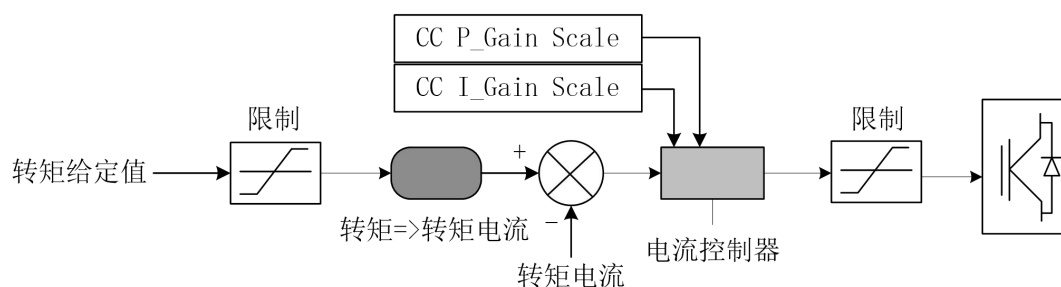 CC P_Gain Scale
CC I_Gain Scale
限制
限制
转矩给定值
+
转矩=>转矩电流
-
电流控制器
转矩电流